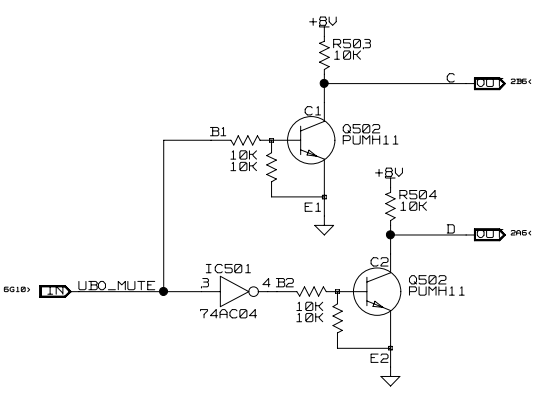 +8V
R503
10K
C
OUT
2B6<
C1
B1
Q502
PUMH11
10K
10K
+8V
E1
R504
10K
D
OUT
2A6<
IC501
C2
6G10>
IN
UBO_MUTE
3
4
B2
Q502
PUMH11
10K
10K
74AC04
E2